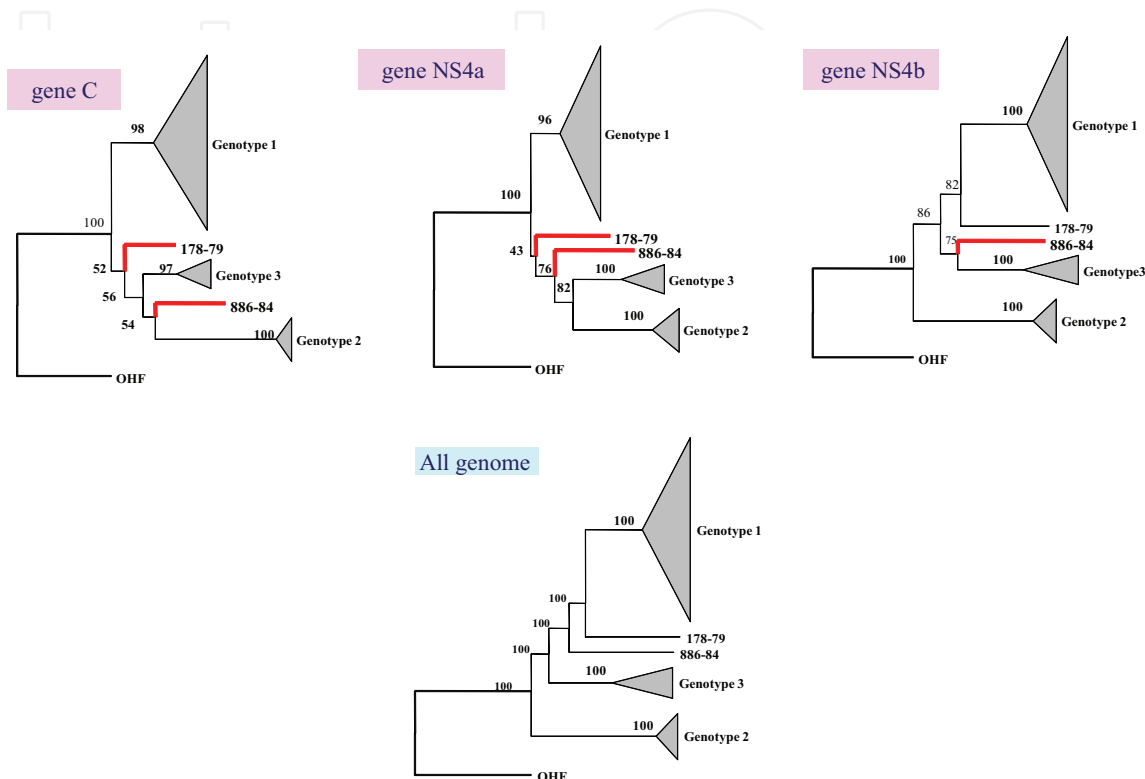 gene C
98
Genotype 1
100
178-79
52
97
Genotype 3
56
886-84
54
100
Genotype 2
OHF
gene NS4a
96
Genotype 1
100
178-79
43
886-84
76
100
Genotype 3
82
100
Genotype 2
OHF
gene NS4b
100
Genotype 1
82
86
178-79
75
886-84
100
100
Genotype3
100
Genotype 2
OHF
All genome
100
Genotype 1
100
100
178-79
886-84
100
100
Genotype 3
100
100
Genotype 2
OHF